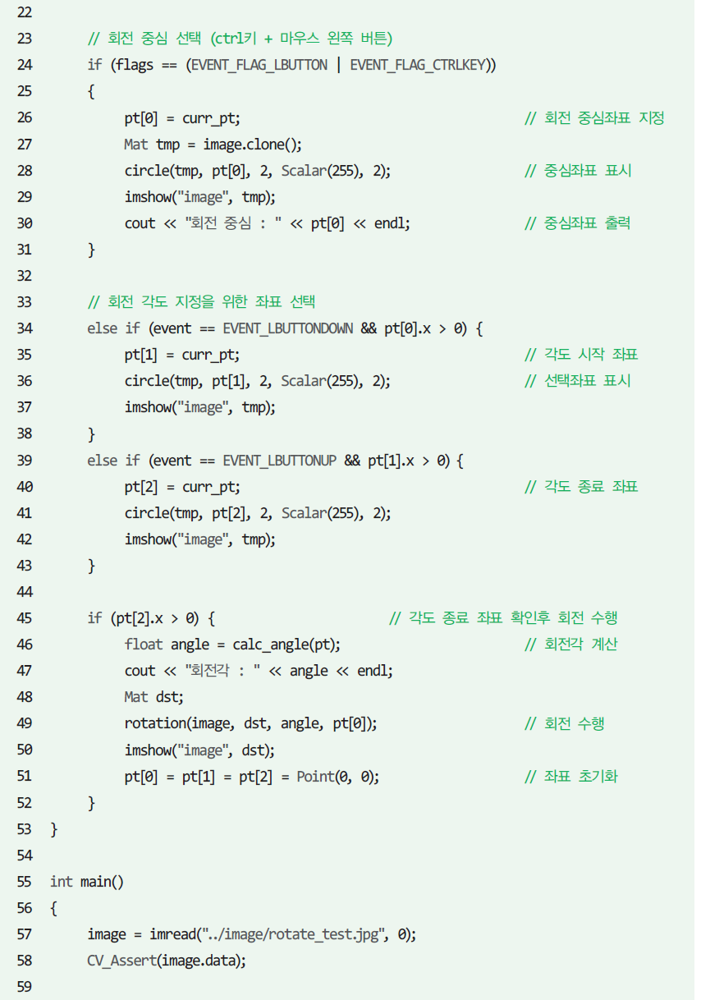 22
23 // 회전 중심 선택 (ctrl키 + 마우스 왼쪽 버튼)
24 if (flags == (EVENT_FLAG_LBUTTON | EVENT_FLAG_CTRLKEY))
25 {
26 pt[0] = curr_pt; // 회전 중심좌표 지정
27 Mat tmp = image.clone();
28 circle(tmp, pt[0], 2, Scalar(255), 2); // 중심좌표 표시
29 imshow("image", tmp);
30 cout << "회전 중심 : " << pt[0] << endl; // 중심좌표 출력
31 }
32
33 // 회전 각도 지정을 위한 좌표 선택
34 else if (event == EVENT_LBUTTONDOWN && pt[0].x > 0) {
35 pt[1] = curr_pt; // 각도 시작 좌표
36 circle(tmp, pt[1], 2, Scalar(255), 2); // 선택좌표 표시
37 imshow("image", tmp);
38 }
39 else if (event == EVENT_LBUTTONUP && pt[1].x > 0) {
40 pt[2] = curr_pt; // 각도 종료 좌표
41 circle(tmp, pt[2], 2, Scalar(255), 2);
42 imshow("image", tmp);
43 }
44
45 if (pt[2].x > 0) { // 각도 종료 좌표 확인후 회전 수행
46 float angle = calc_angle(pt); // 회전각 계산
47 cout << "회전각 : " << angle << endl;
48 Mat dst;
49 rotation(image, dst, angle, pt[0]); // 회전 수행
50 imshow("image", dst);
51 pt[0] = pt[1] = pt[2] = Point(0, 0); // 좌표 초기화
52 }
53 }
54
55 int main()
56 {
57 image = imread("../image/rotate_test.jpg", 0);
58 CV_Assert(image.data);
59